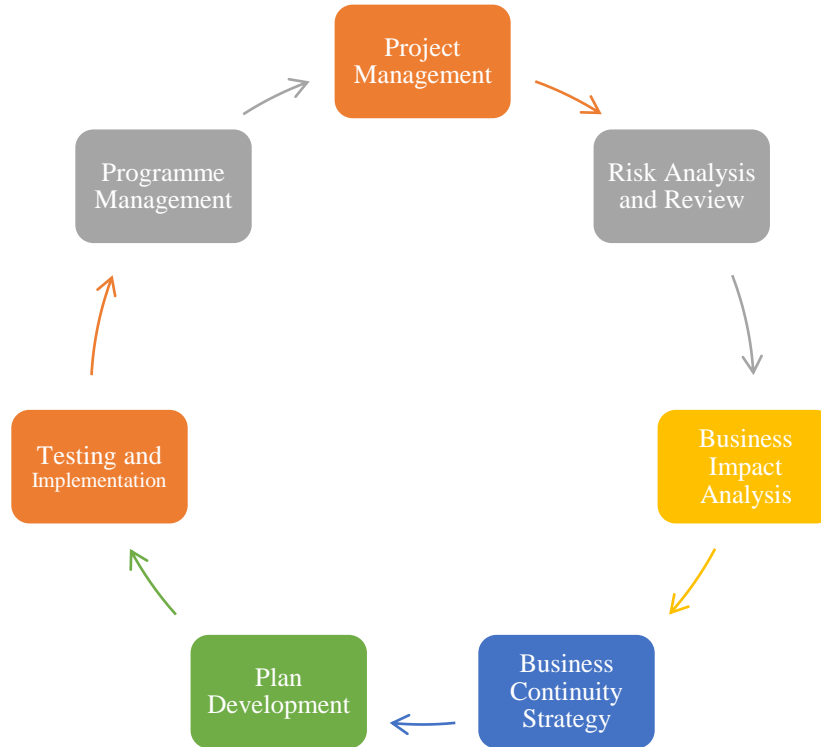 Project
Management
Risk Analysis
and Review
Business
Impact
Analysis
Business
Continuity
Strategy
Plan
Development
Testing and
Implementation
Programme
Management